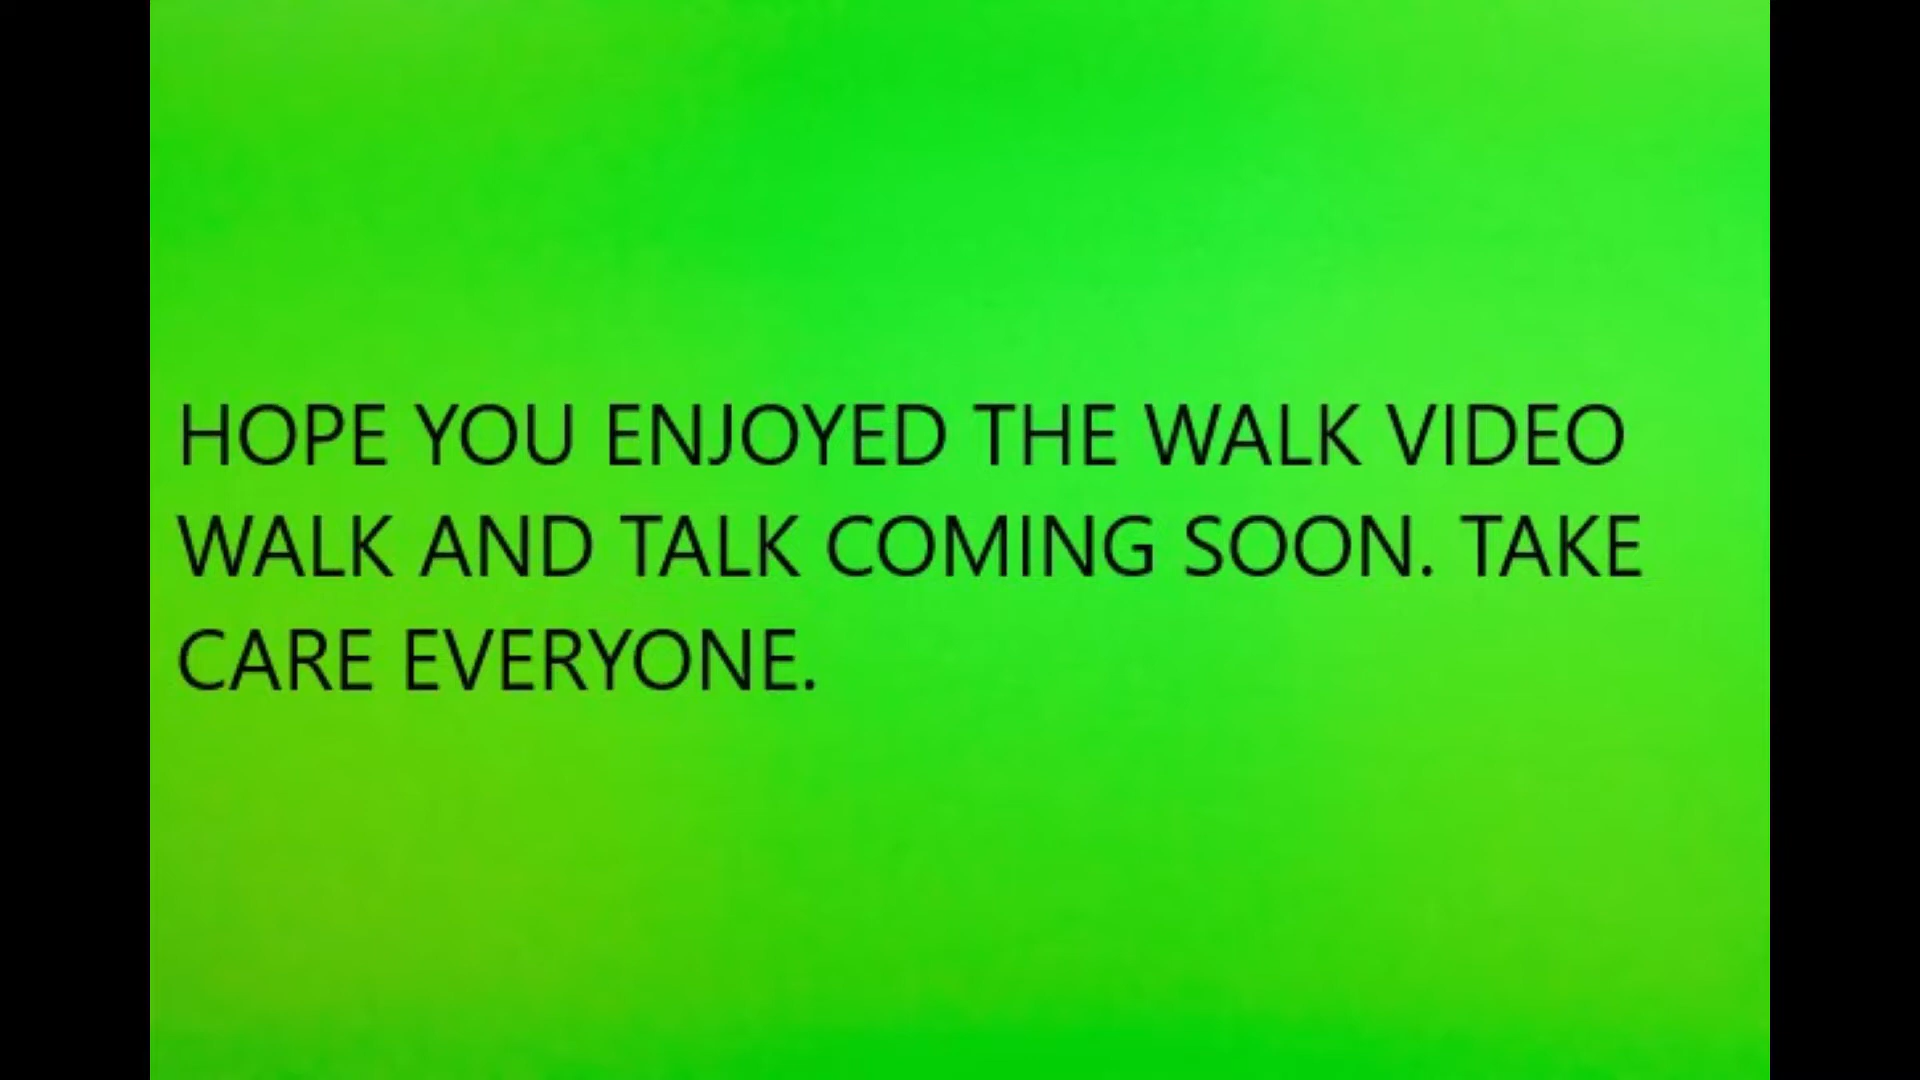 HOPE YOU ENJOYED THE WALK VIDEO
WALK AND TALK COMING SOON. TAKE
CARE EVERYONE.